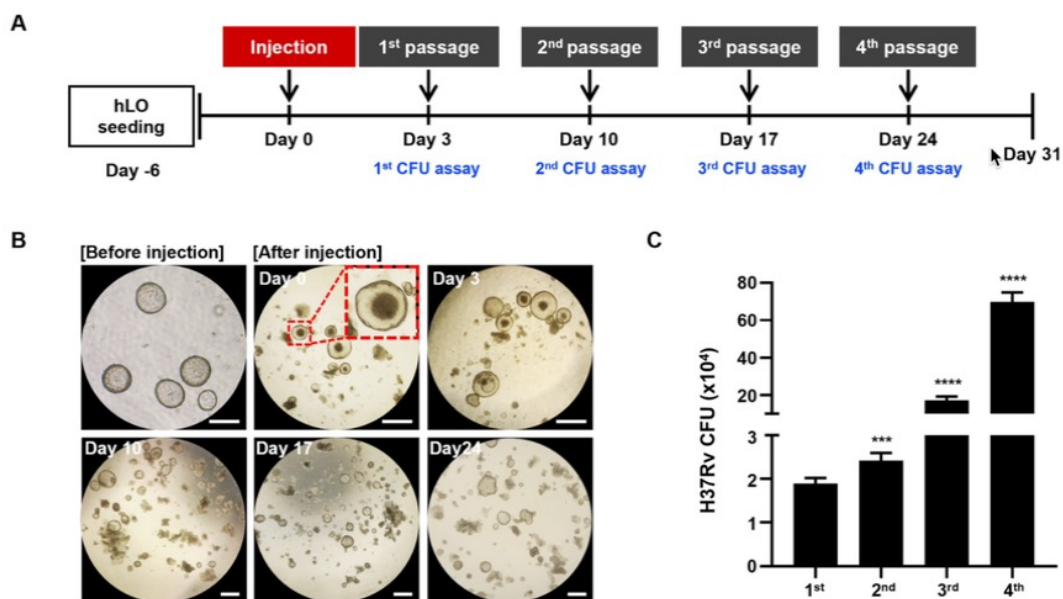 A
Injection
1st passage
2nd passage
3rd passage
4th passage
hLO
seeding
Day -6
Day 0
Day 3
Day 10
Day 17
Day 24
Day 31
1st CFU assay
2nd CFU assay
3rd CFU assay
4th CFU assay
B
[Before injection]
[After injection]
Day 0
Day 3
Day 10
Day 17
Day24
C
H37Rv CFU (x10⁴)
80
60
40
20
3
2
1
0
***
****
****
1st
2nd
3rd
4th